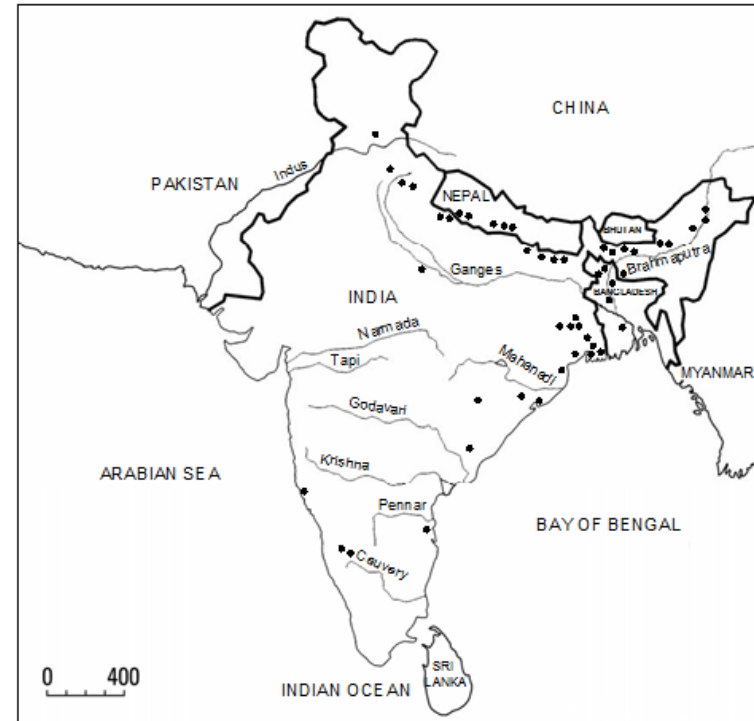 CHINA
PAKISTAN
Indus
NEPAL
BHUTAN
Brahmaputra
Ganges
BANGLADESH
INDIA
Narmada
Tapi
Mahanadi
MYANMAR
Godavari
Krishna
ARABIAN SEA
Pennar
BAY OF BENGAL
Cauvery
SRI
LANKA
0 400
INDIAN OCEAN